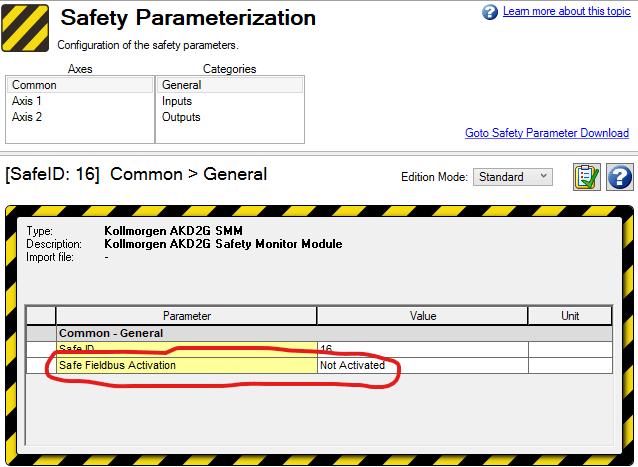 Safety Parameterization
Learn more about this topic
Configuration of the safety parameters.
Axes
Categories
Common
Axis 1
Axis 2
General
Inputs
Outputs
Goto Safety Parameter Download
[SafeID: 16] Common > General
Edition Mode: Standard
Type: Kollmorgen AKD2G SMM
Description: Kollmorgen AKD2G Safety Monitor Module
Import file: -
Parameter Value Unit
Common - General
Safe ID 16
Safe Fieldbus Activation Not Activated